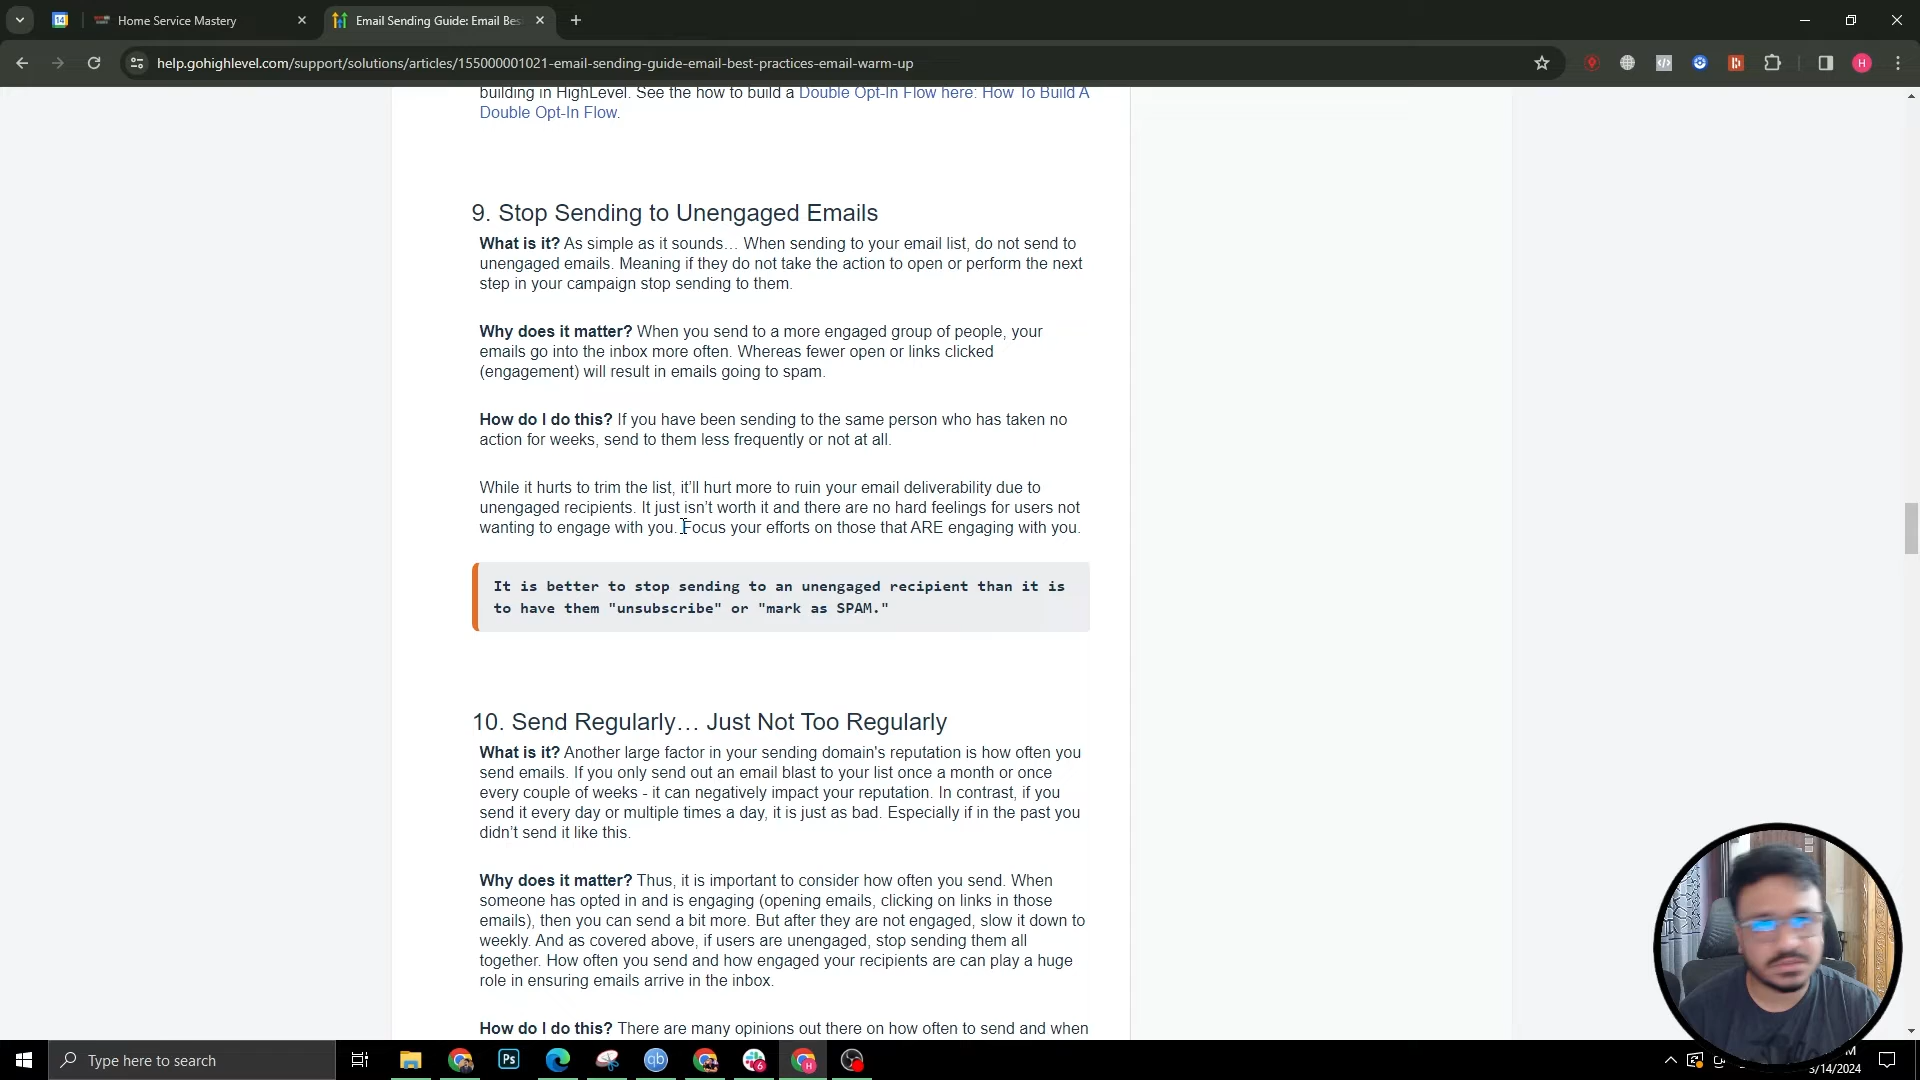 14
Home Service Mastery
Email Sending Guide: Email Bes
help.gohighlevel.com/support/solutions/articles/155000001021-email-sending-guide-email-best-practices-email-warm-up
H
building in HighLevel. See the how to build a Double Opt-In Flow here: How To Build A
Double Opt-In Flow.
9. Stop Sending to Unengaged Emails
What is it? As simple as it sounds… When sending to your email list, do not send to
unengaged emails. Meaning if they do not take the action to open or perform the next
step in your campaign stop sending to them.
Why does it matter? When you send to a more engaged group of people, your
emails go into the inbox more often. Whereas fewer open or links clicked
(engagement) will result in emails going to spam.
How do I do this? If you have been sending to the same person who has taken no
action for weeks, send to them less frequently or not at all.
While it hurts to trim the list, it’ll hurt more to ruin your email deliverability due to
unengaged recipients. It just isn’t worth it and there are no hard feelings for users not
wanting to engage with you. Focus your efforts on those that ARE engaging with you.
It is better to stop sending to an unengaged recipient than it is
to have them "unsubscribe" or "mark as SPAM."
10. Send Regularly… Just Not Too Regularly
What is it? Another large factor in your sending domain's reputation is how often you
send emails. If you only send out an email blast to your list once a month or once
every couple of weeks - it can negatively impact your reputation. In contrast, if you
send it every day or multiple times a day, it is just as bad. Especially if in the past you
didn’t send it like this.
Why does it matter? Thus, it is important to consider how often you send. When
someone has opted in and is engaging (opening emails, clicking on links in those
emails), then you can send a bit more. But after they are not engaged, slow it down to
weekly. And as covered above, if users are unengaged, stop sending them all
together. How often you send and how engaged your recipients are can play a huge
role in ensuring emails arrive in the inbox.
How do I do this? There are many opinions out there on how often to send and when
Type here to search
Ps
qb
6
H
3/14/2024